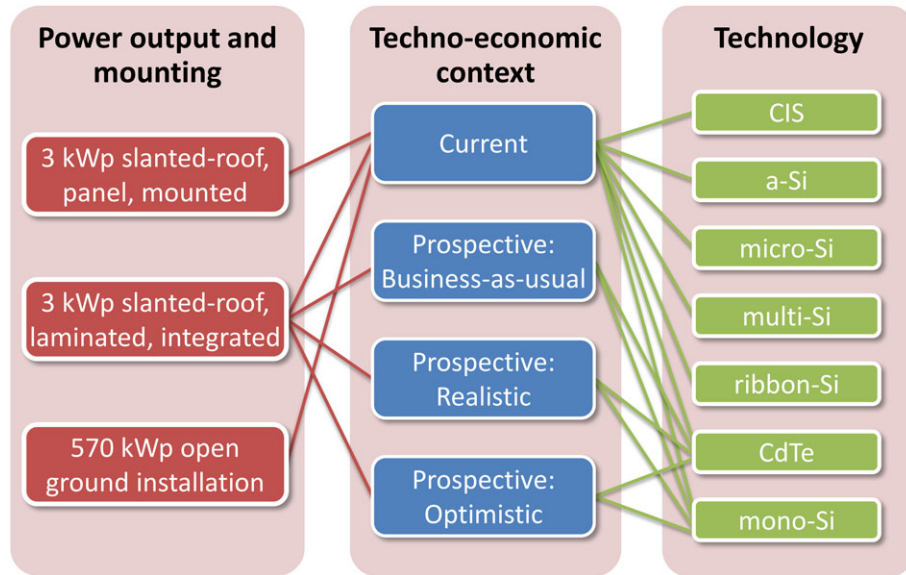 Power output and
mounting
3 kWp slanted-roof,
panel, mounted
3 kWp slanted-roof,
laminated, integrated
570 kWp open
ground installation
Techno-economic
context
Current
Prospective:
Business-as-usual
Prospective:
Realistic
Prospective:
Optimistic
Technology
CIS
a-Si
micro-Si
multi-Si
ribbon-Si
CdTe
mono-Si